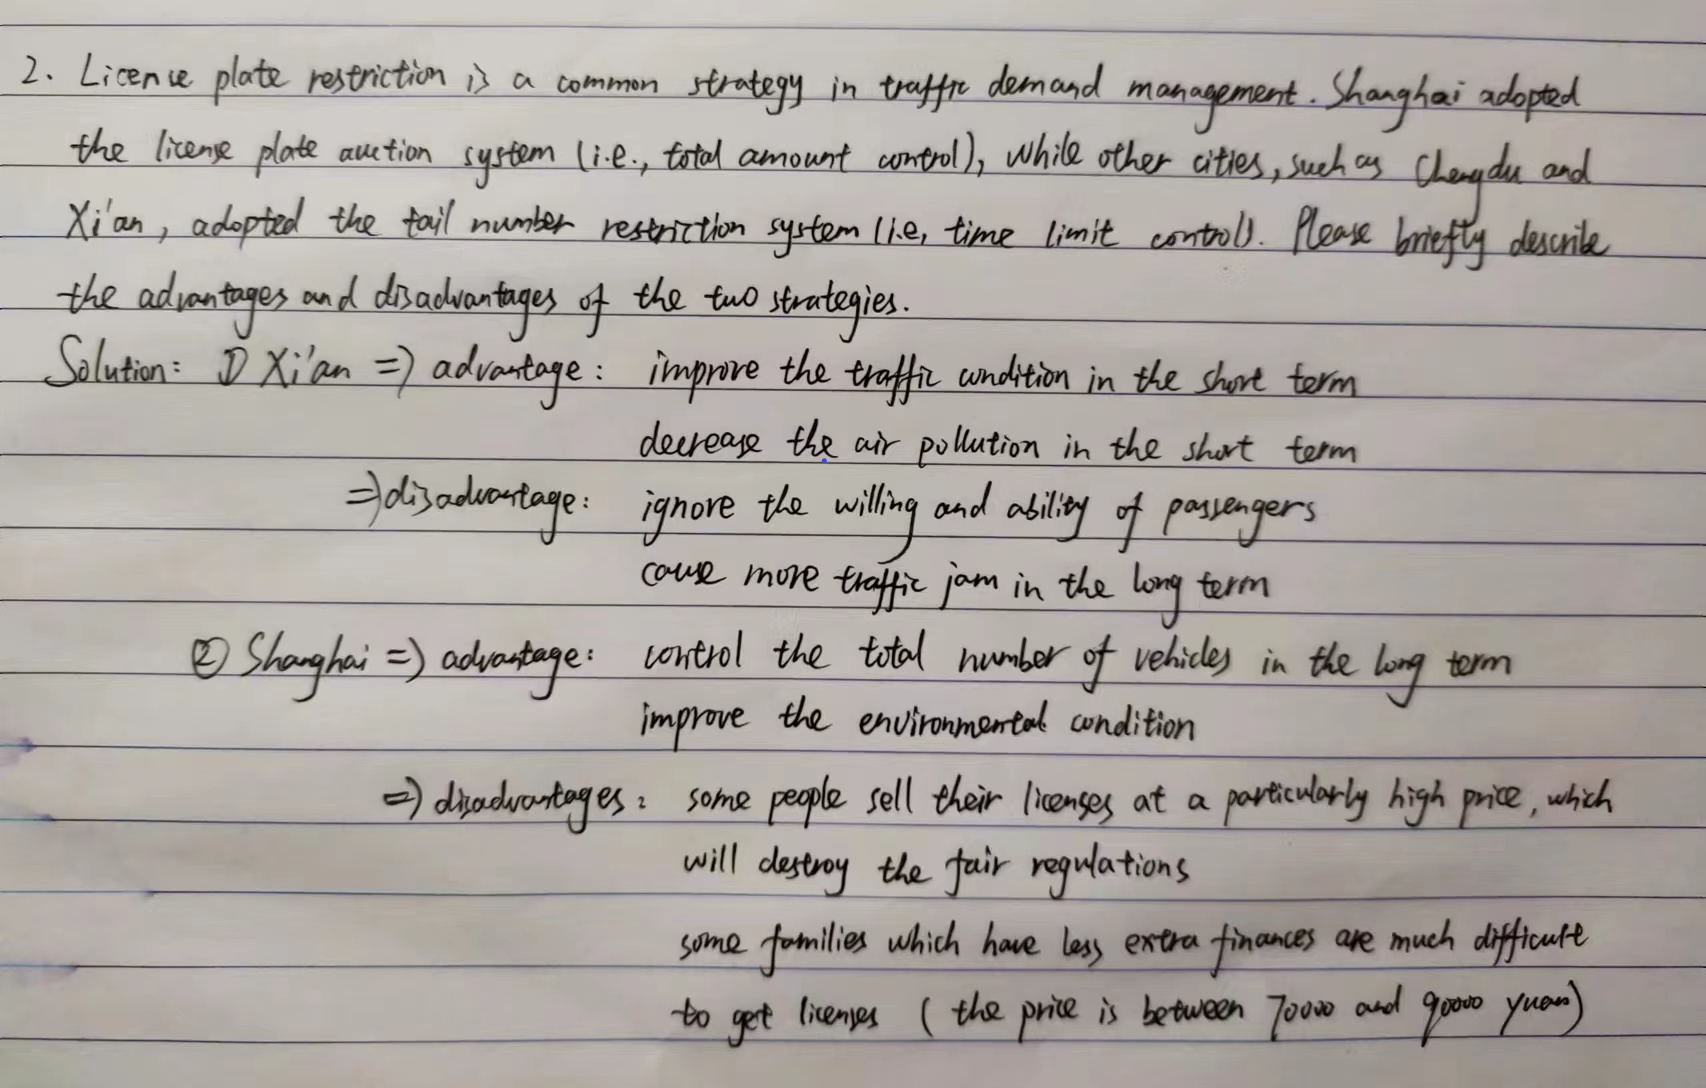 2. License plate restriction is a common strategy in traffic demand management. Shanghai adopted
the license plate auction system (i.e., total amount control), while other cities, such as Chengdu and
Xi'an, adopted the tail number restriction system (i.e, time limit control). Please briefly describe
the advantages and disadvantages of the two strategies.
Solution: ① Xi'an => advantage: improve the traffic condition in the short term
decrease the air pollution in the short term
=> disadvantage: ignore the willing and ability of passengers
cause more traffic jam in the long term
② Shanghai => advantage: control the total number of vehicles in the long term
improve the environmental condition
=> disadvantages: some people sell their licenses at a particularly high price, which
will destroy the fair regulations
some families which have less extra finances are much difficult
to get licenses (the price is between 70000 and 90000 yuan)